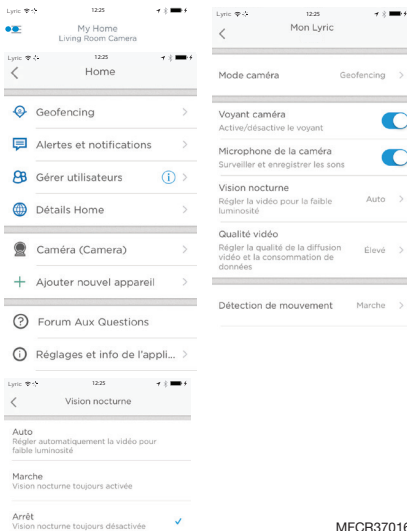 Lyric 12:25
My Home
Living Room Camera
Lyric 12:25
Home
Geofencing
Alertes et notifications
Gérer utilisateurs
Détails Home
Caméra (Camera)
Ajouter nouvel appareil
Forum Aux Questions
Réglages et info de l'appli...
Lyric 12:25
Vision nocturne
Auto
Régler automatiquement la vidéo pour
faible luminosité
Marche
Vision nocturne toujours activée
Arrêt
Vision nocturne toujours désactivée
Lyric 12:25
Mon Lyric
Mode caméra Geofencing
Voyant caméra
Active/désactive le voyant
Microphone de la caméra
Surveiller et enregistrer les sons
Vision nocturne
Régler la vidéo pour la faible
luminosité
Auto
Qualité vidéo
Régler la qualité de la diffusion
vidéo et la consommation de
données
Élevé
Détection de mouvement Marche
MFCR37016